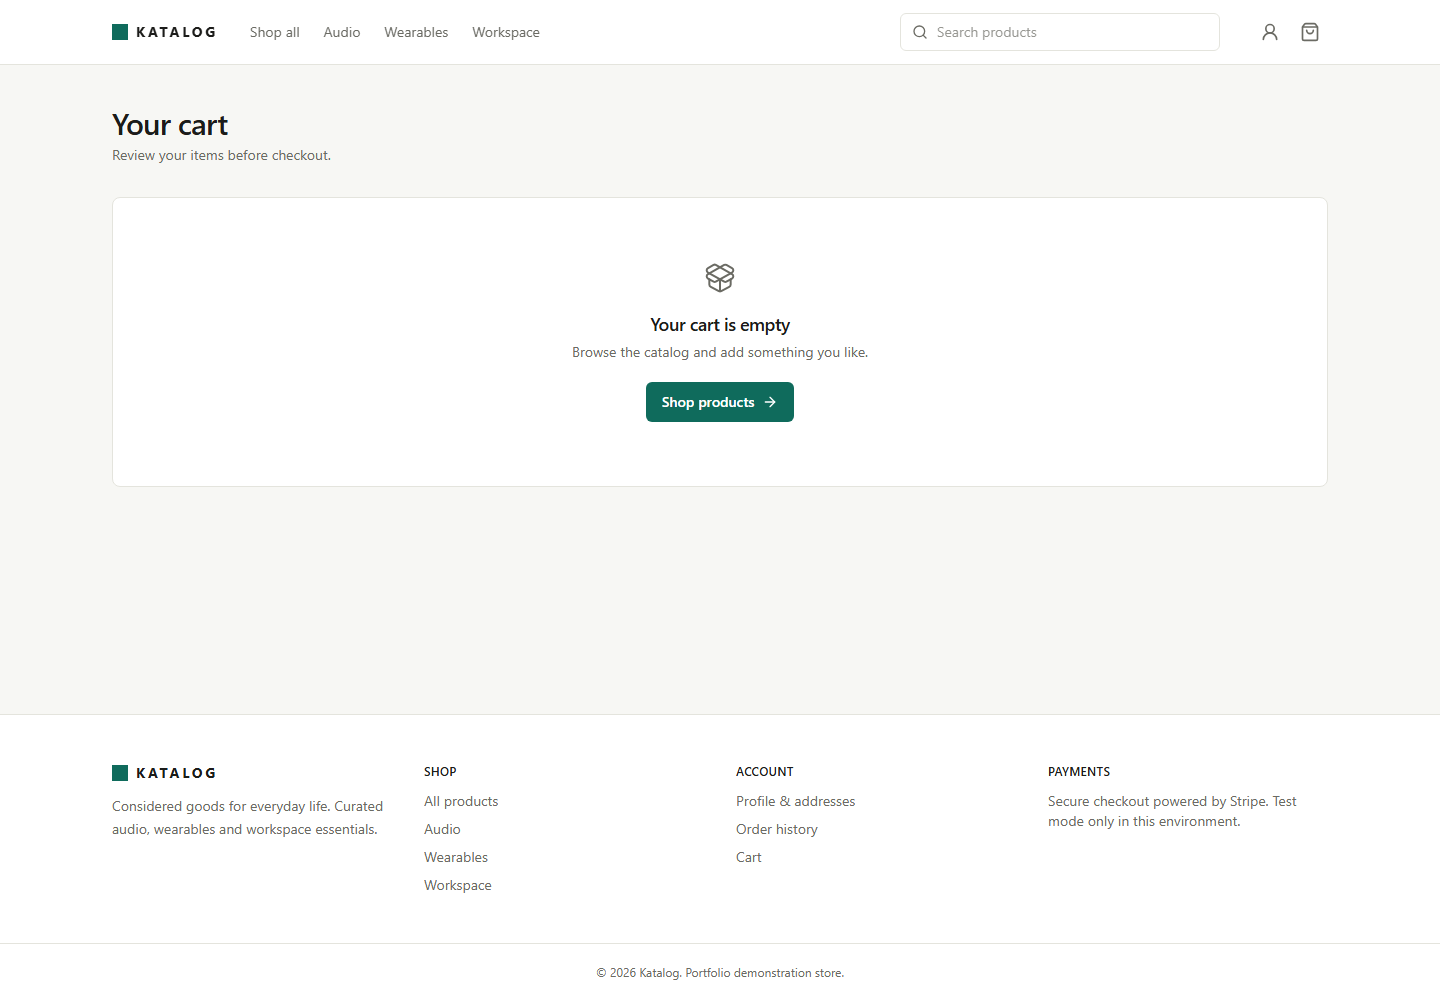 KATALOG
Shop all
Audio
Wearables
Workspace
Search products
Your cart
Review your items before checkout.
Your cart is empty
Browse the catalog and add something you like.
Shop products
KATALOG
Considered goods for everyday life. Curated
audio, wearables and workspace essentials.
SHOP
All products
Audio
Wearables
Workspace
ACCOUNT
Profile & addresses
Order history
Cart
PAYMENTS
Secure checkout powered by Stripe. Test
mode only in this environment.
© 2026 Katalog. Portfolio demonstration store.